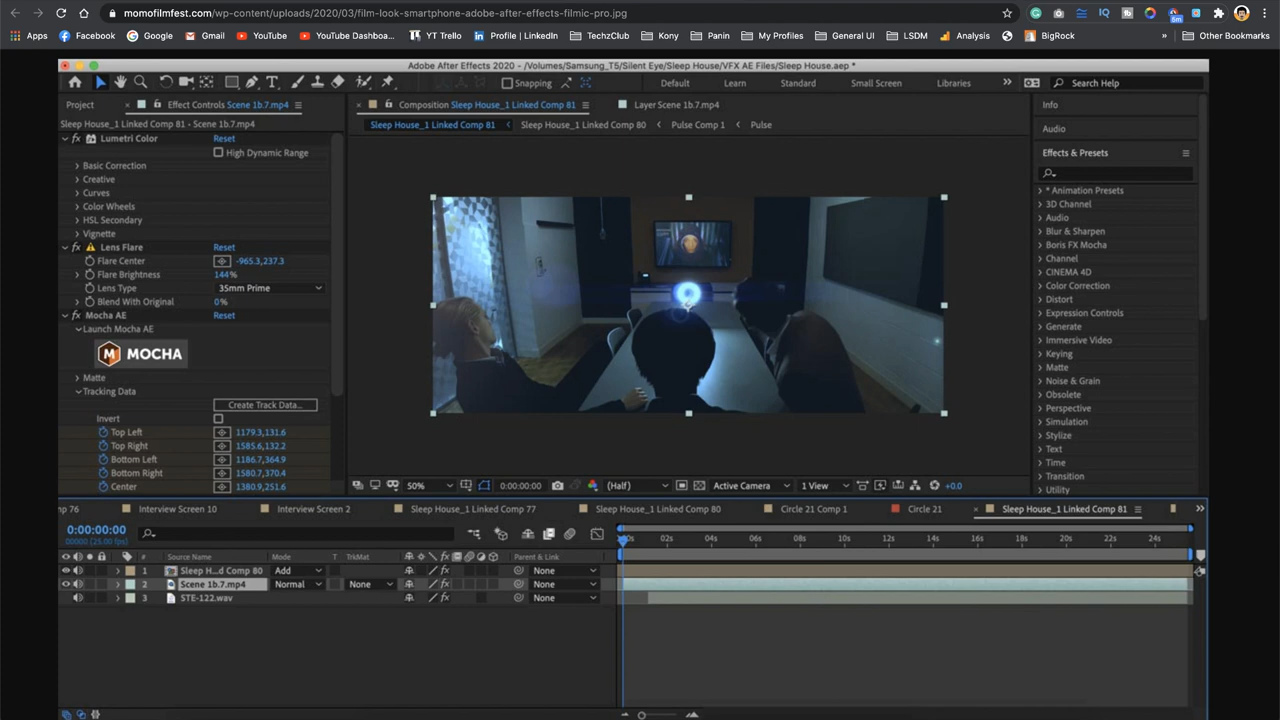 momofilmfest.com/wp-content/uploads/2020/03/film-look-smartphone-adobe-after-effects-filmic-pro.jpg
Apps Facebook Google Gmail YouTube YouTube Dashboa... YT Trello Profile | LinkedIn TechzClub Kony Panin My Profiles General UI LSDM Analysis BigRock » Other Bookmarks
Adobe After Effects 2020 - /Volumes/Samsung_T5/Silent Eye/Sleep House/VFX AE Files/Sleep House.aep *
Snapping Default Learn Standard Small Screen Libraries » Search Help
Project × Effect Controls Scene 1b.7.mp4
× Composition Sleep House_1 Linked Comp 81
Layer Scene 1b.7.mp4
Info
Sleep House_1 Linked Comp 81 • Scene 1b.7.mp4
Sleep House_1 Linked Comp 81 Sleep House_1 Linked Comp 80 Pulse Comp 1 Pulse
Audio
fx Lumetri Color Reset
High Dynamic Range
Basic Correction
Creative
Curves
Color Wheels
HSL Secondary
Vignette
fx Lens Flare Reset
Flare Center -965.3,237.3
Flare Brightness 144%
Lens Type 35mm Prime
Blend With Original 0%
fx Mocha AE Reset
Launch Mocha AE
M MOCHA
Matte
Tracking Data
Create Track Data...
Invert
Top Left 1179.3,131.6
Top Right 1585.6,132.2
Bottom Left 1186.7,364.9
Bottom Right 1580.7,370.4
Center 1380.9,251.6
Effects & Presets
* Animation Presets
3D Channel
Audio
Blur & Sharpen
Boris FX Mocha
Channel
CINEMA 4D
Color Correction
Distort
Expression Controls
Generate
Immersive Video
Keying
Matte
Noise & Grain
Obsolete
Perspective
Simulation
Stylize
Text
Time
Transition
Utility
50% 0:00:00:00 (Half) Active Camera 1 View +0.0
np 76 Interview Screen 10 Interview Screen 2 Sleep House_1 Linked Comp 77 Sleep House_1 Linked Comp 80 Circle 21 Comp 1 Circle 21 × Sleep House_1 Linked Comp 81 »
0:00:00:00
00000 (25.00 fps)
02s 04s 06s 08s 10s 12s 14s 16s 18s 20s 22s 24s
# Source Name Mode T TrkMat Parent & Link
1 Sleep H...d Comp 80 Add None
2 Scene 1b.7.mp4 Normal None None
3 STE-122.wav None